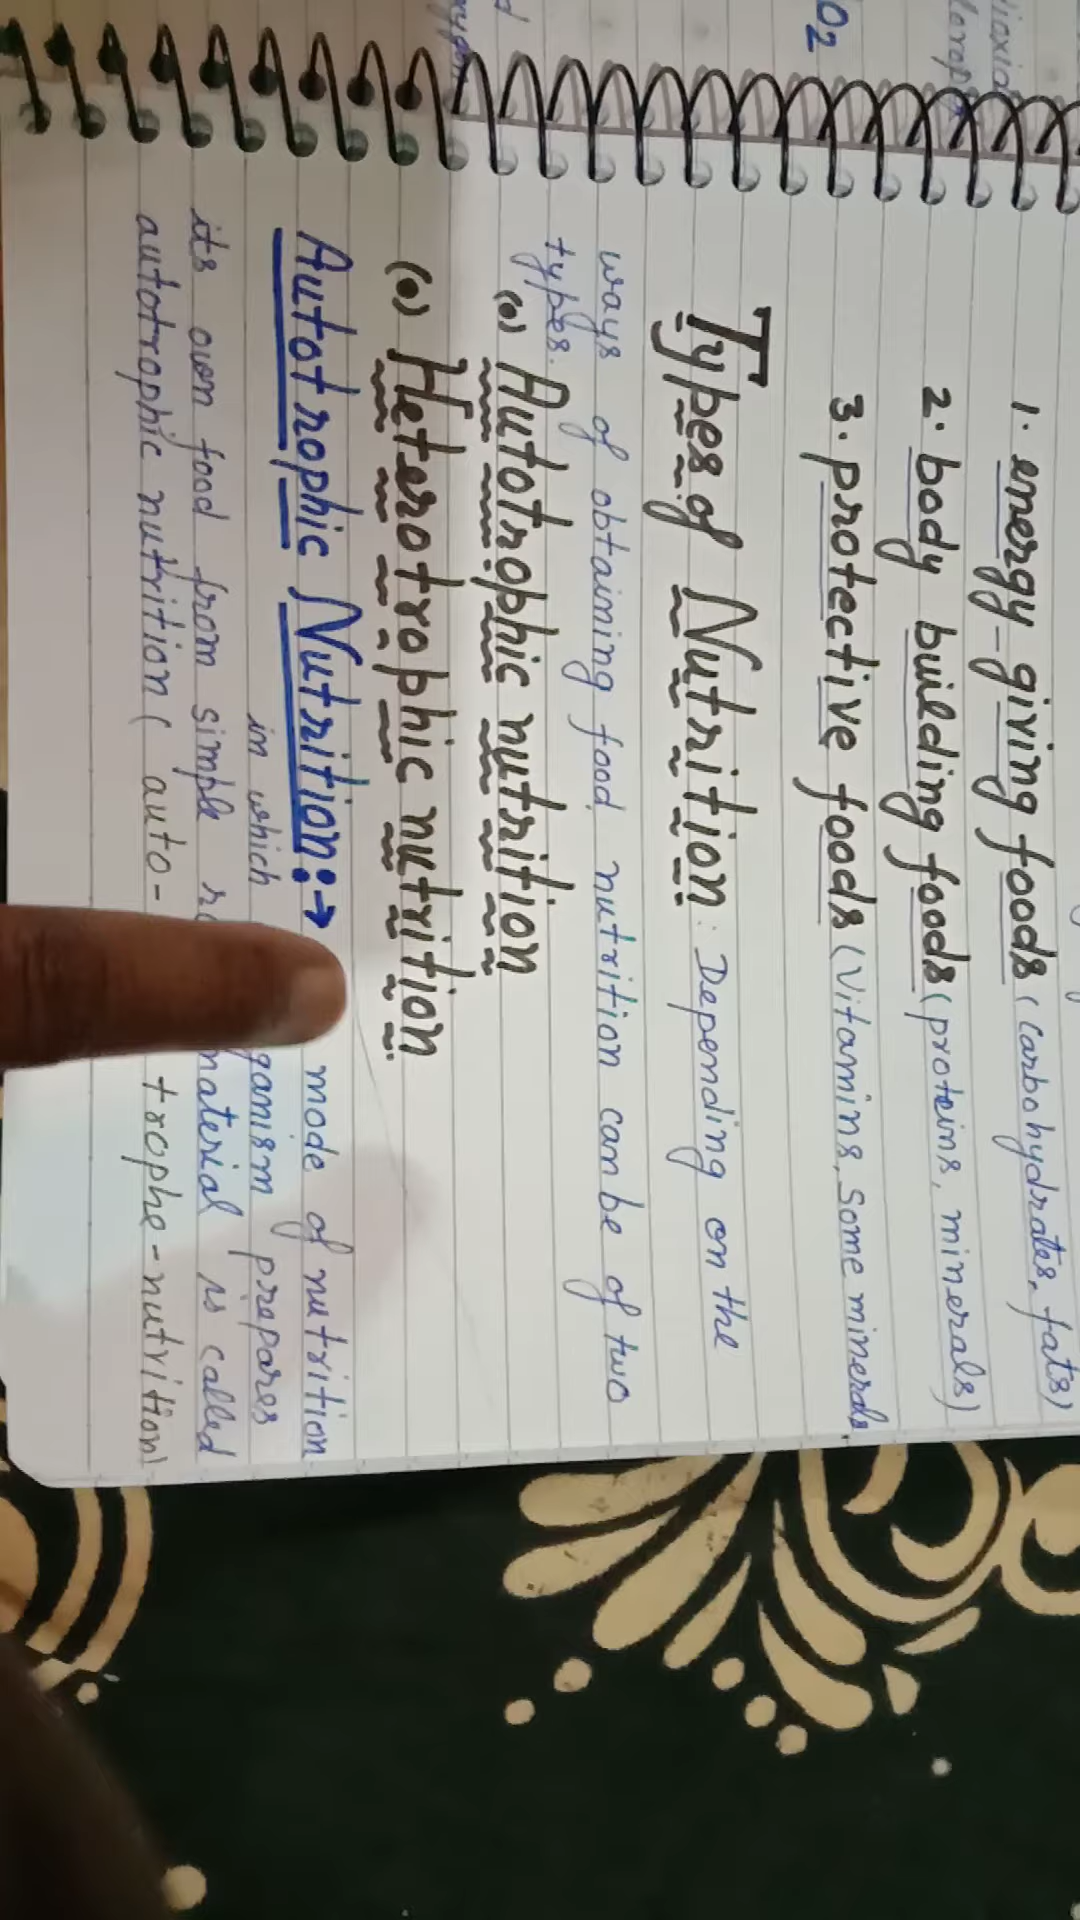 1. energy-giving foods (carbohydrates, fats)
2. body building foods (proteins, minerals)
3. protective foods (Vitamins, some minerals
Types of Nutrition: Depending on the
ways of obtaining food, nutrition can be of two
types.
(a) Autotrophic nutrition
(0) Heterotrophic nutrition
Autotrophic Nutrition:→ mode of nutrition
in which prepares
its own food from simple material is called
autotrophic nutrition ( auto- trophe-nutrition)
O2